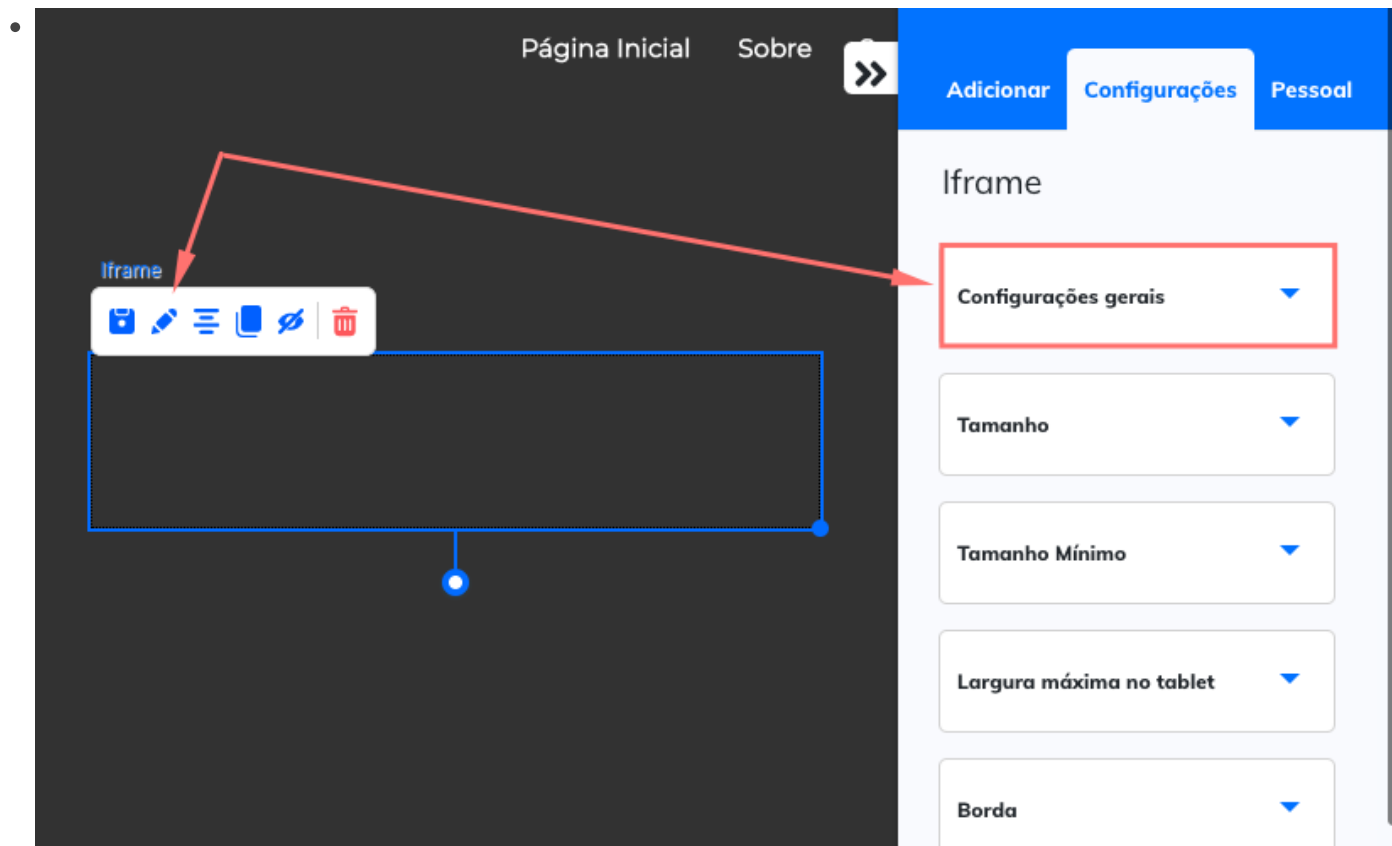 Página Inicial Sobre
Adicionar Configurações Pessoal
Iframe
Iframe
Configurações gerais
Tamanho
Tamanho Mínimo
Largura máxima no tablet
Borda